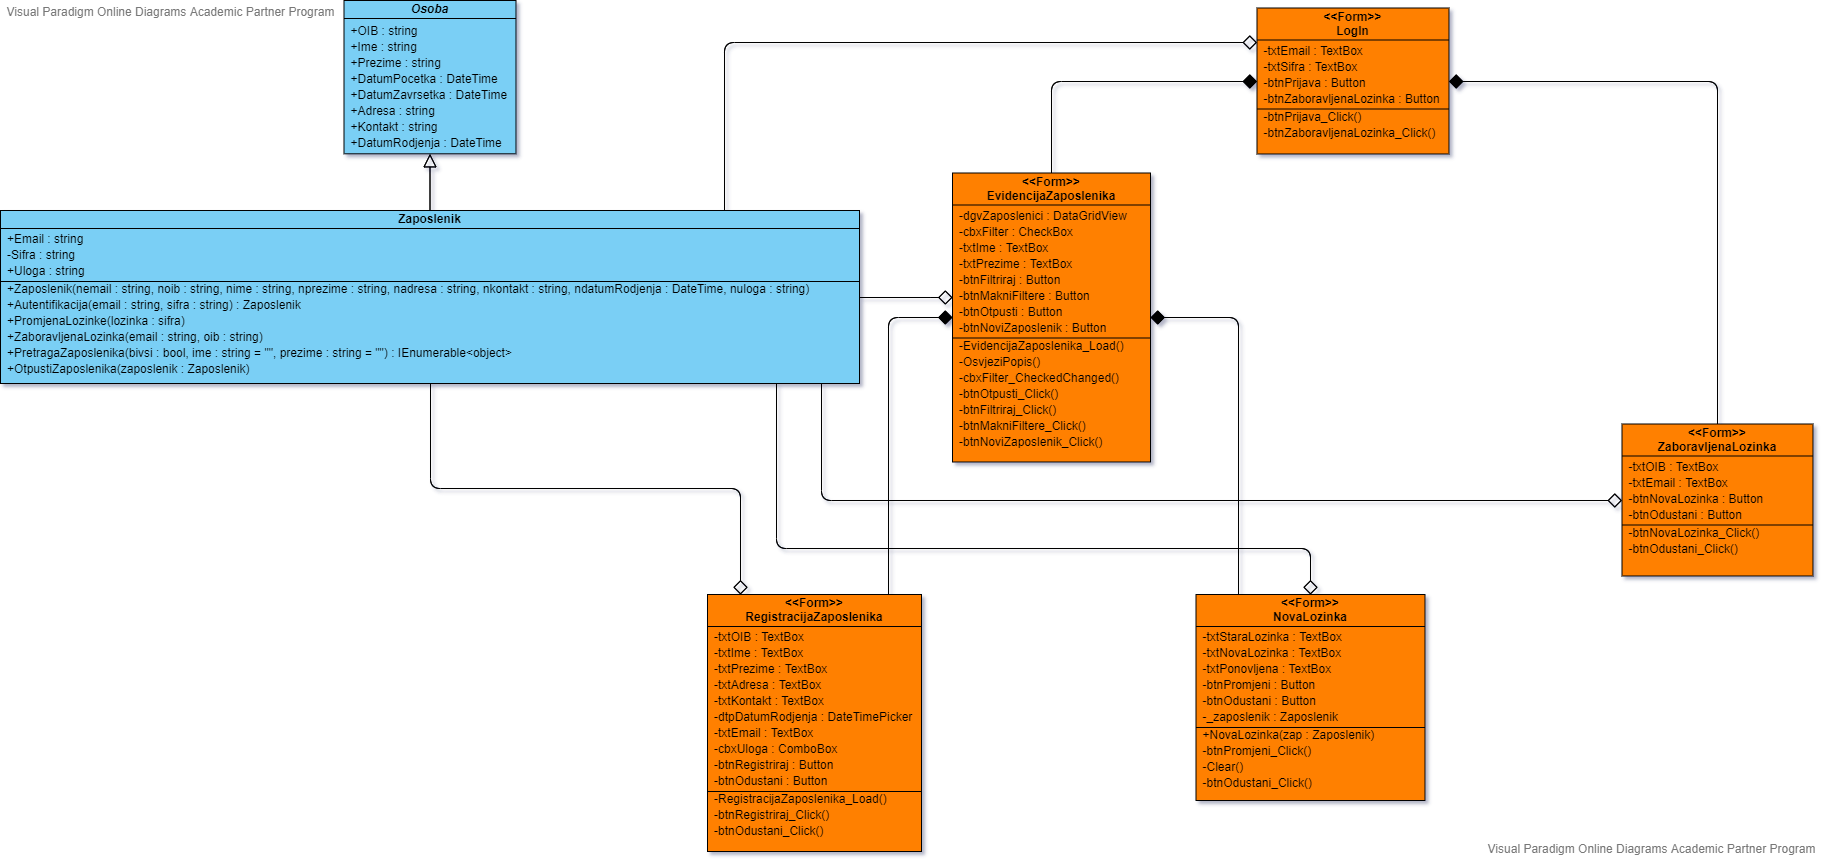 Visual Paradigm Online Diagrams Academic Partner Program
Osoba
+OIB : string
+Ime : string
+Prezime : string
+DatumPocetka : DateTime
+DatumZavrsetka : DateTime
+Adresa : string
+Kontakt : string
+DatumRodjenja : DateTime
<<Form>>
LogIn
-txtEmail : TextBox
-txtSifra : TextBox
-btnPrijava : Button
-btnZaboravljenaLozinka : Button
-btnPrijava_Click()
-btnZaboravljenaLozinka_Click()
Zaposlenik
+Email : string
-Sifra : string
+Uloga : string
+Zaposlenik(nemail : string, noib : string, nime : string, nprezime : string, nadresa : string, nkontakt : string, ndatumRodjenja : DateTime, nuloga : string)
+Autentifikacija(email : string, sifra : string) : Zaposlenik
+PromjenaLozinke(lozinka : sifra)
+ZaboravljenaLozinka(email : string, oib : string)
+PretragaZaposlenika(bivsi : bool, ime : string = "", prezime : string = "") : IEnumerable<object>
+OtpustiZaposlenika(zaposlenik : Zaposlenik)
<<Form>>
EvidencijaZaposlenika
-dgvZaposlenici : DataGridView
-cbxFilter : CheckBox
-txtIme : TextBox
-txtPrezime : TextBox
-btnFiltriraj : Button
-btnMakniFiltere : Button
-btnOtpusti : Button
-btnNoviZaposlenik : Button
-EvidencijaZaposlenika_Load()
-OsvjeziPopis()
-cbxFilter_CheckedChanged()
-btnOtpusti_Click()
-btnFiltriraj_Click()
-btnMakniFiltere_Click()
-btnNoviZaposlenik_Click()
<<Form>>
ZaboravljenaLozinka
-txtOIB : TextBox
-txtEmail : TextBox
-btnNovaLozinka : Button
-btnOdustani : Button
-btnNovaLozinka_Click()
-btnOdustani_Click()
<<Form>>
RegistracijaZaposlenika
-txtOIB : TextBox
-txtIme : TextBox
-txtPrezime : TextBox
-txtAdresa : TextBox
-txtKontakt : TextBox
-dtpDatumRodjenja : DateTimePicker
-txtEmail : TextBox
-cbxUloga : ComboBox
-btnRegistriraj : Button
-btnOdustani : Button
-RegistracijaZaposlenika_Load()
-btnRegistriraj_Click()
-btnOdustani_Click()
<<Form>>
NovaLozinka
-txtStaraLozinka : TextBox
-txtNovaLozinka : TextBox
-txtPonovljena : TextBox
-btnPromjeni : Button
-btnOdustani : Button
-_zaposlenik : Zaposlenik
+NovaLozinka(zap : Zaposlenik)
-btnPromjeni_Click()
-Clear()
-btnOdustani_Click()
Visual Paradigm Online Diagrams Academic Partner Program